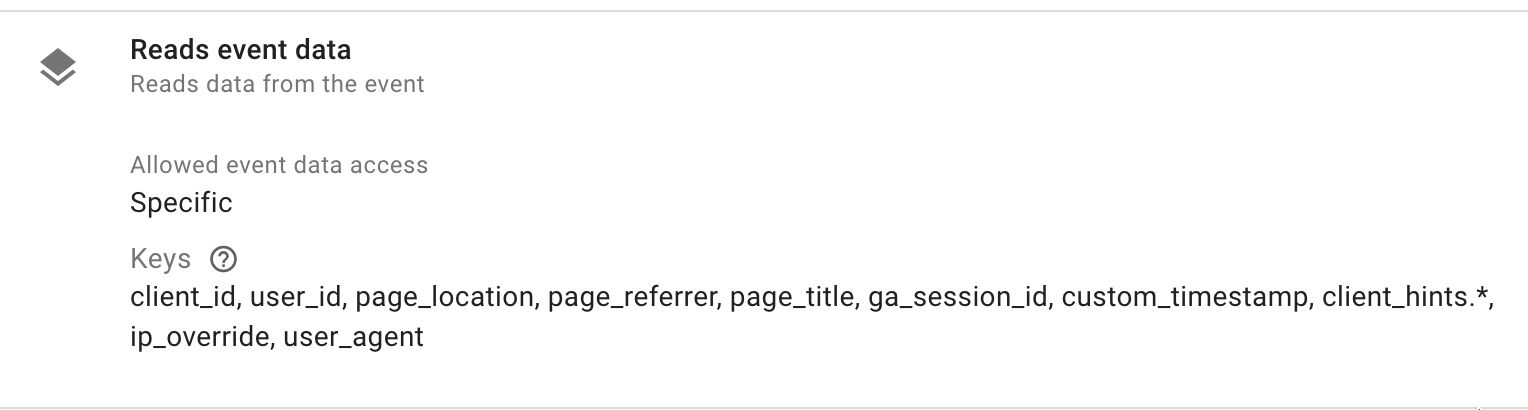 Reads event data
Reads data from the event
Allowed event data access
Specific
Keys ?
client_id, user_id, page_location, page_referrer, page_title, ga_session_id, custom_timestamp, client_hints.*,
ip_override, user_agent